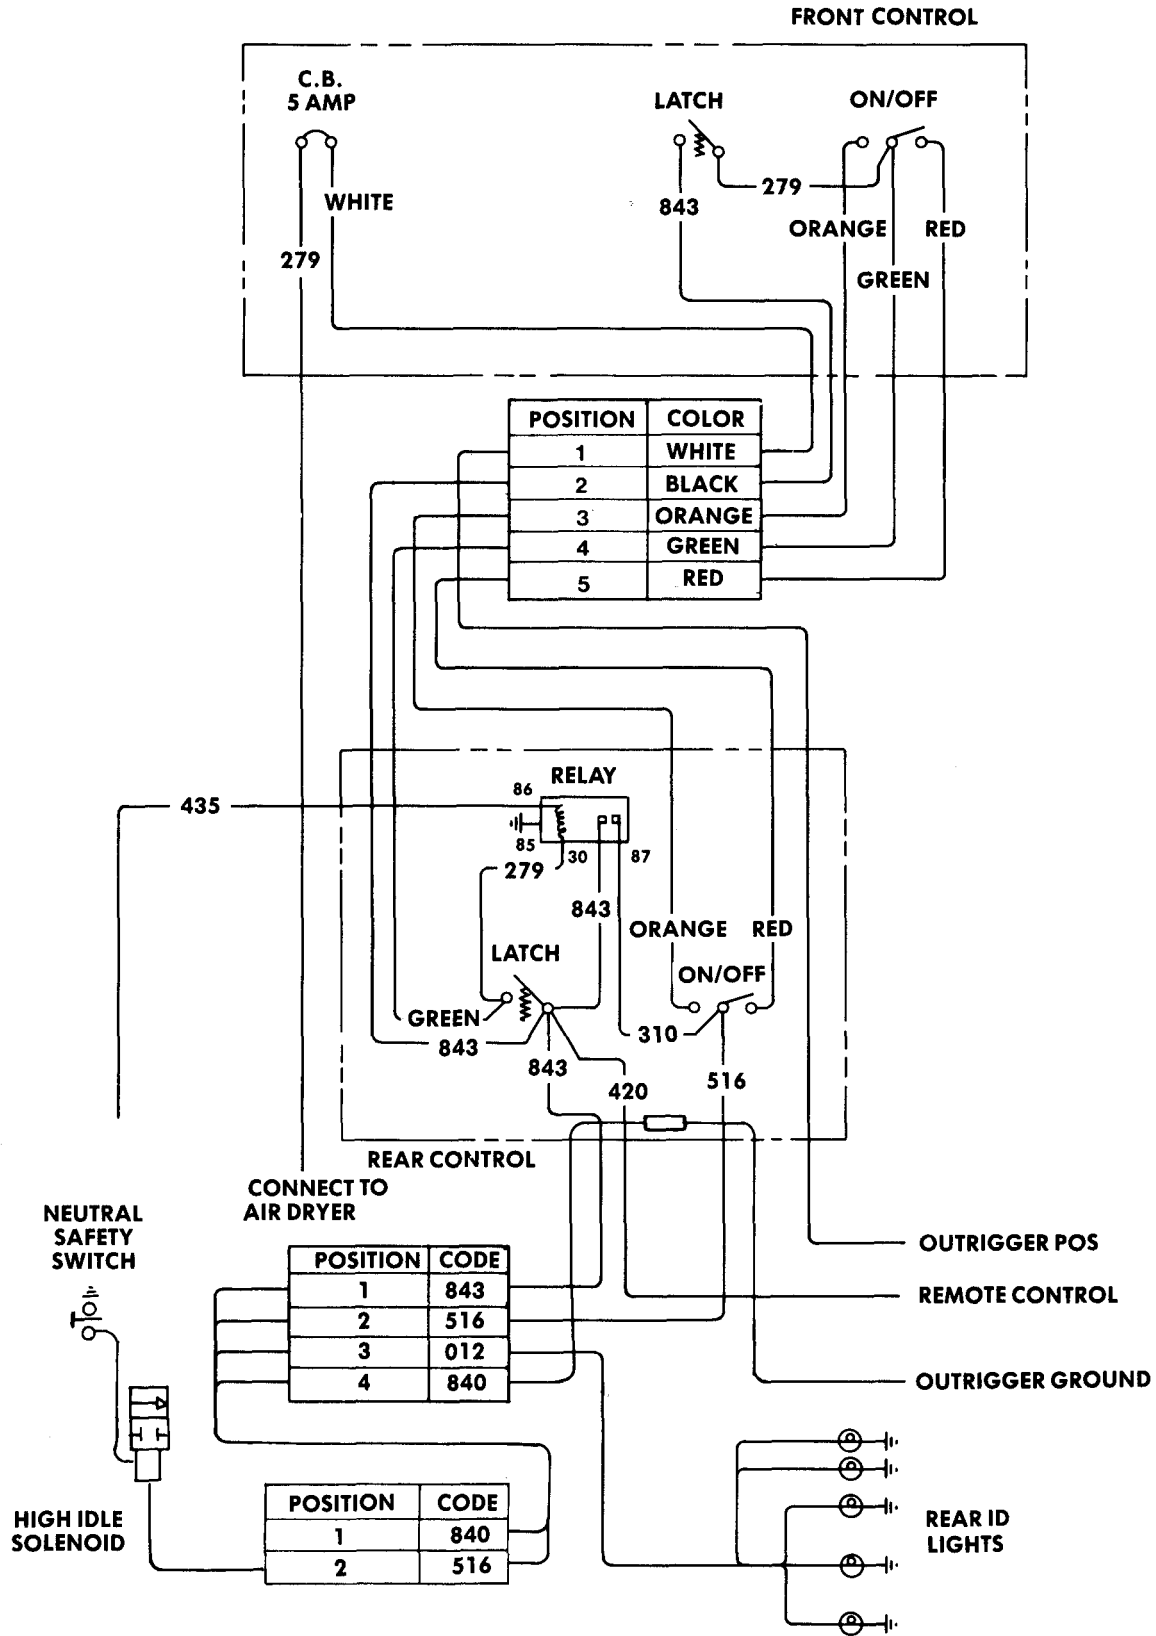 FRONT CONTROL
C.B.
5 AMP
LATCH
ON/OFF
279
WHITE
843
ORANGE
RED
279
GREEN
POSITION COLOR
1 WHITE
2 BLACK
3 ORANGE
4 GREEN
5 RED
RELAY
86
435
85
30
87
279
843
ORANGE
RED
LATCH
ON/OFF
GREEN
310
843
843
420
516
REAR CONTROL
CONNECT TO
AIR DRYER
NEUTRAL
SAFETY
SWITCH
OUTRIGGER POS
POSITION CODE
1 843
2 516
3 012
4 840
REMOTE CONTROL
OUTRIGGER GROUND
HIGH IDLE
SOLENOID
POSITION CODE
1 840
2 516
REAR ID
LIGHTS